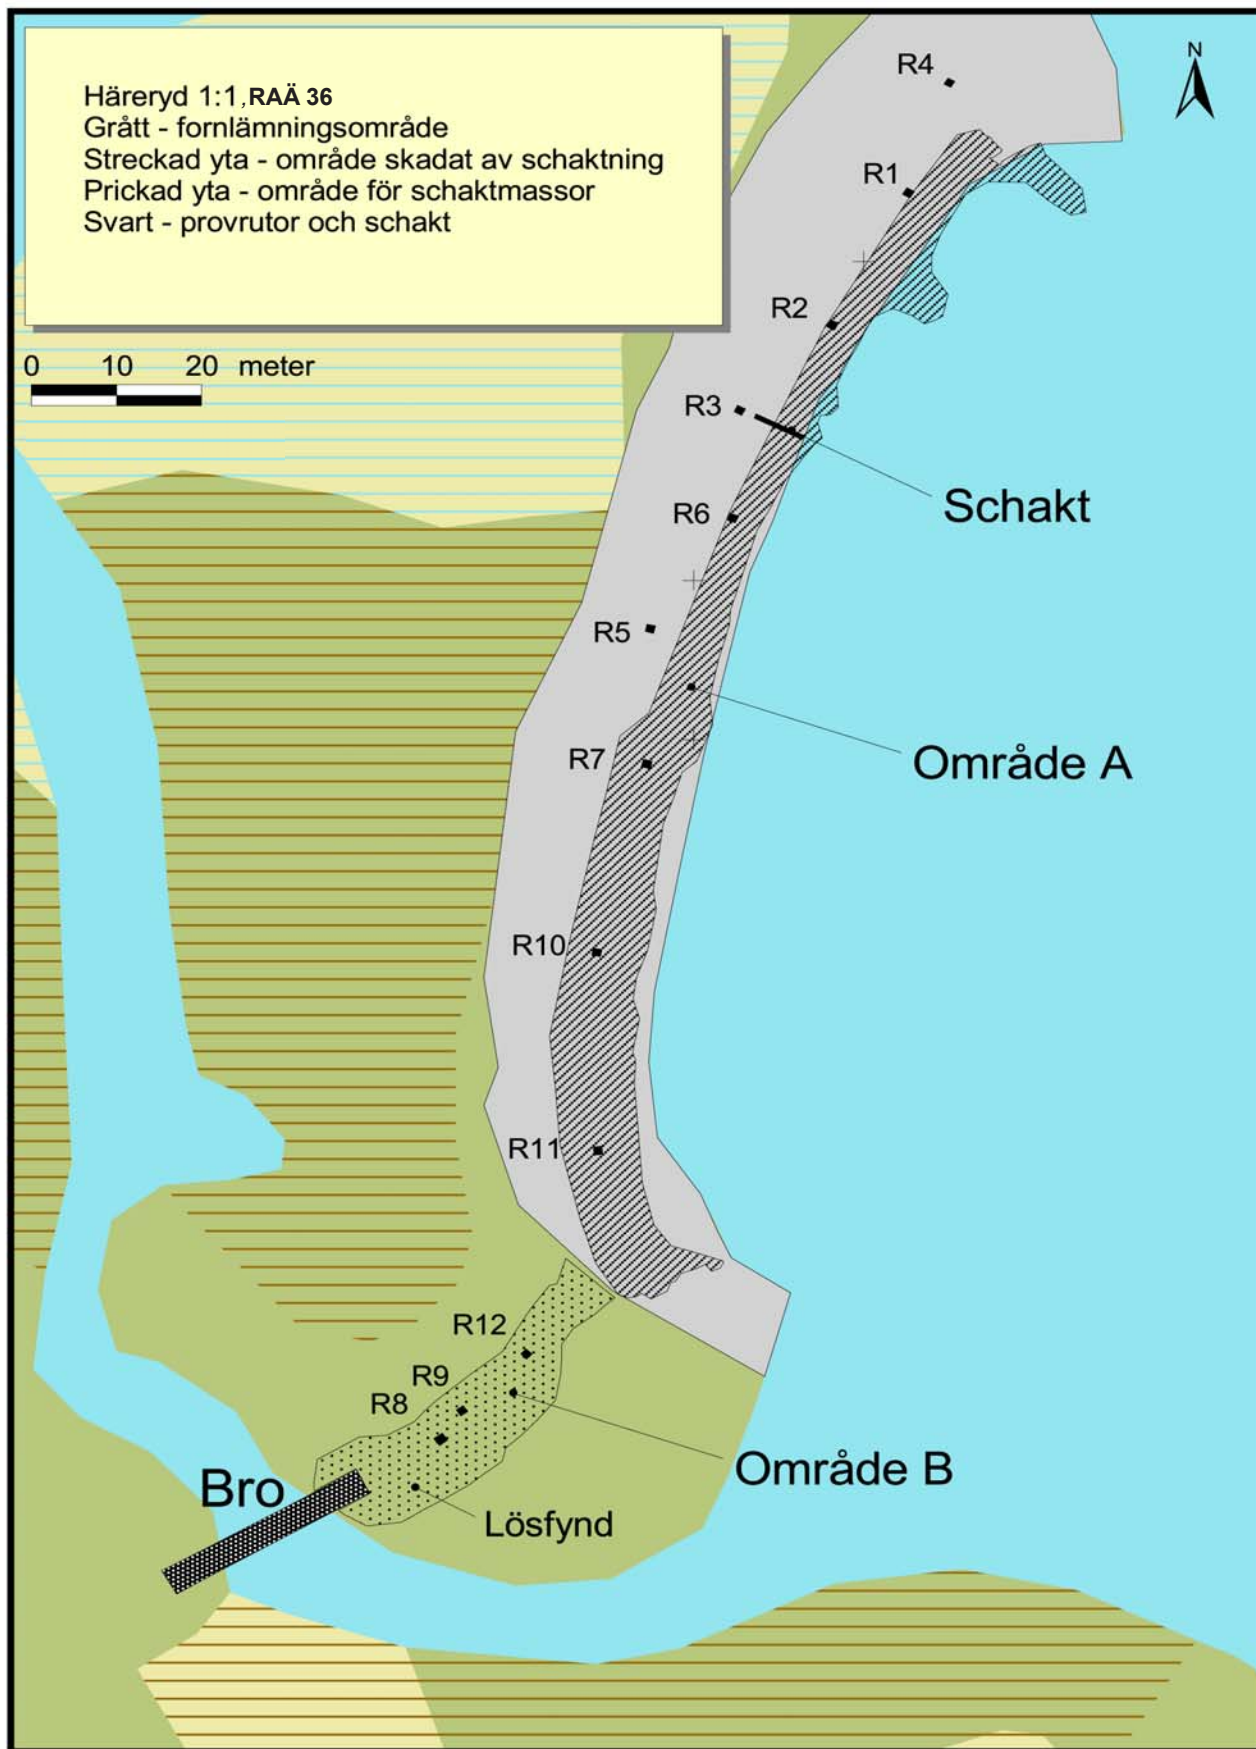 Häreryd 1:1, RAÄ 36
Grått - fornlämningsområde
Streckad yta - område skadat av schaktning
Prickad yta - område för schaktmassor
Svart - provrutor och schakt
N
R4
R1
R2
0 10 20 meter
R3
Schakt
R6
R5
Område A
R7
R10
R11
R12
R9
R8
Område B
Bro
Lösfynd